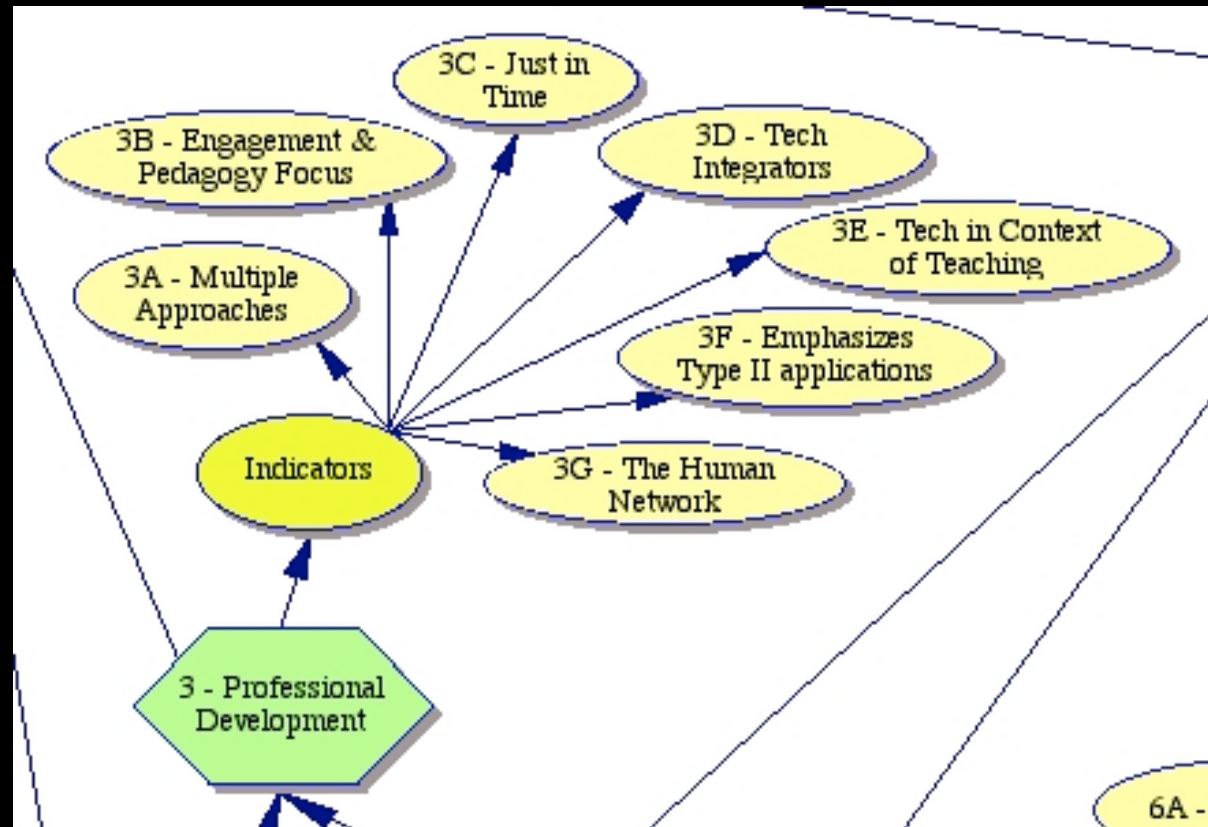 3C - Just in
Time
3B - Engagement &
Pedagogy Focus
3D - Tech
Integrators
3E - Tech in Context
of Teaching
3A - Multiple
Approaches
3F - Emphasizes
Type II applications
Indicators
3G - The Human
Network
3 - Professional
Development
6A -